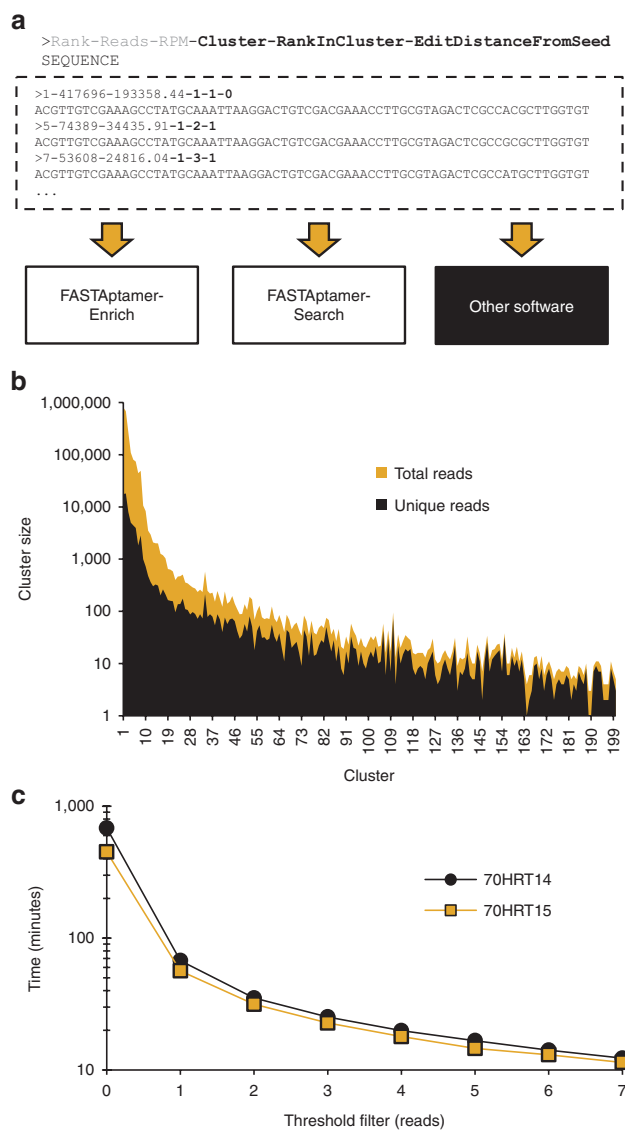 a
>Rank-Reads-RPM-Cluster-RankInCluster-EditDistanceFromSeed
SEQUENCE
>1-417696-193358.44-1-1-0
ACGTTGTCGAAAGCCTATGCAAATTAAGGACTGTCGACGAAACCTTGCGTAGACTCGCCACGCTTGGTGT
>5-74389-34435.91-1-2-1
ACGTTGTCGAAAGCCTATGCAAATTAAGGACTGTCGACGAAACCTTGCGTAGACTCGCCGCGCTTGGTGT
>7-53608-24816.04-1-3-1
ACGTTGTCGAAAGCCTATGCAAATTAAGGACTGTCGACGAAACCTTGCGTAGACTCGCCATGCTTGGTGT
...
FASTAptamer-
Enrich
FASTAptamer-
Search
Other software
b
1,000,000
100,000
10,000
1,000
100
10
1
Cluster size
Total reads
Unique reads
1 10 19 28 37 46 55 64 73 82 91 100 109 118 127 136 145 154 163 172 181 190 199
Cluster
c
1,000
100
10
Time (minutes)
70HRT14
70HRT15
0 1 2 3 4 5 6 7
Threshold filter (reads)